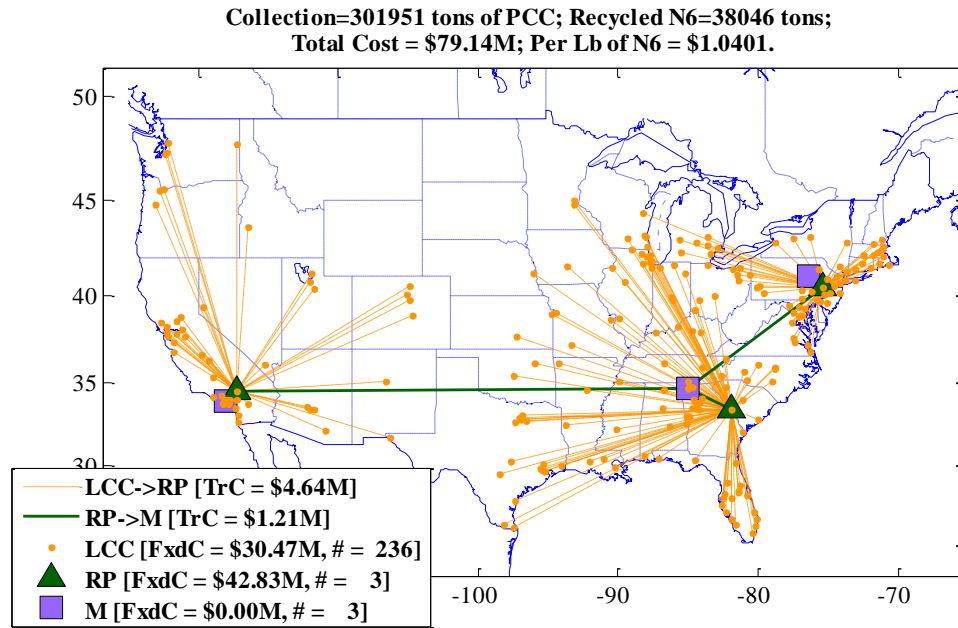 Collection=301951 tons of PCC; Recycled N6=38046 tons;
Total Cost = $79.14M; Per Lb of N6 = $1.0401.
50
45
40
35
30
LCC->RP [TrC = $4.64M]
RP->M [TrC = $1.21M]
LCC [FxdC = $30.47M, # = 236]
RP [FxdC = $42.83M, # = 3]
M [FxdC = $0.00M, # = 3]
-100 -90 -80 -70